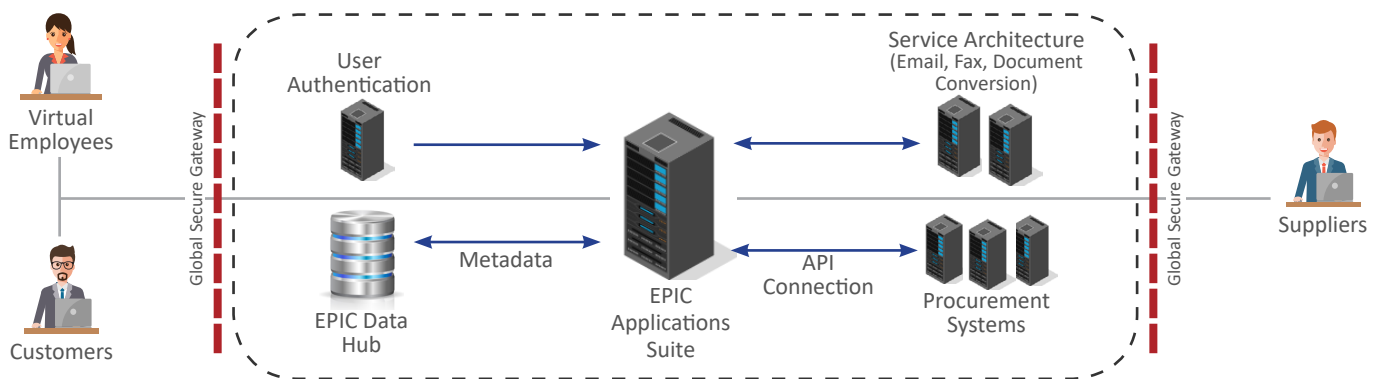 Virtual
Employees
Customers
Global Secure Gateway
User
Authentication
EPIC Data
Hub
Metadata
EPIC
Applications
Suite
Service Architecture
(Email, Fax, Document
Conversion)
API
Connection
Procurement
Systems
Global Secure Gateway
Suppliers